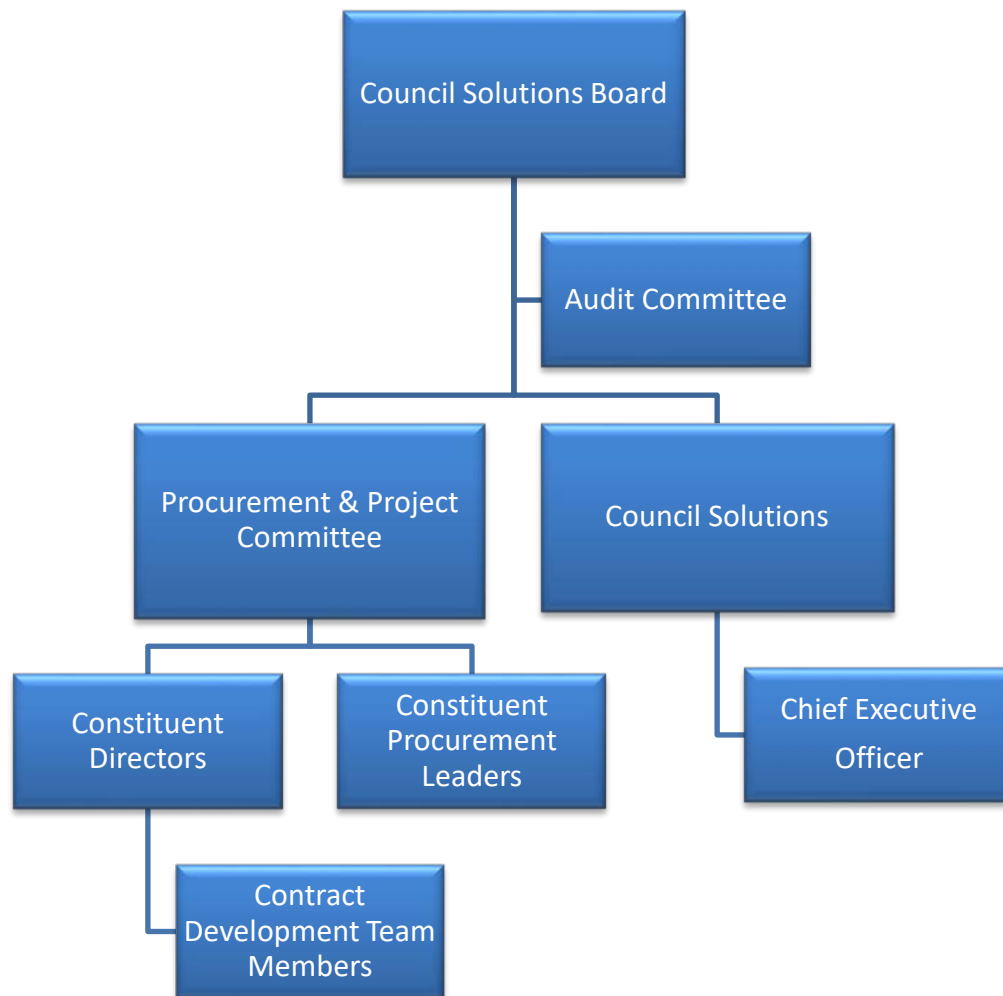 Council Solutions Board
Audit Committee
Procurement & Project
Committee
Council Solutions
Constituent
Directors
Constituent
Procurement
Leaders
Chief Executive
Officer
Contract
Development Team
Members